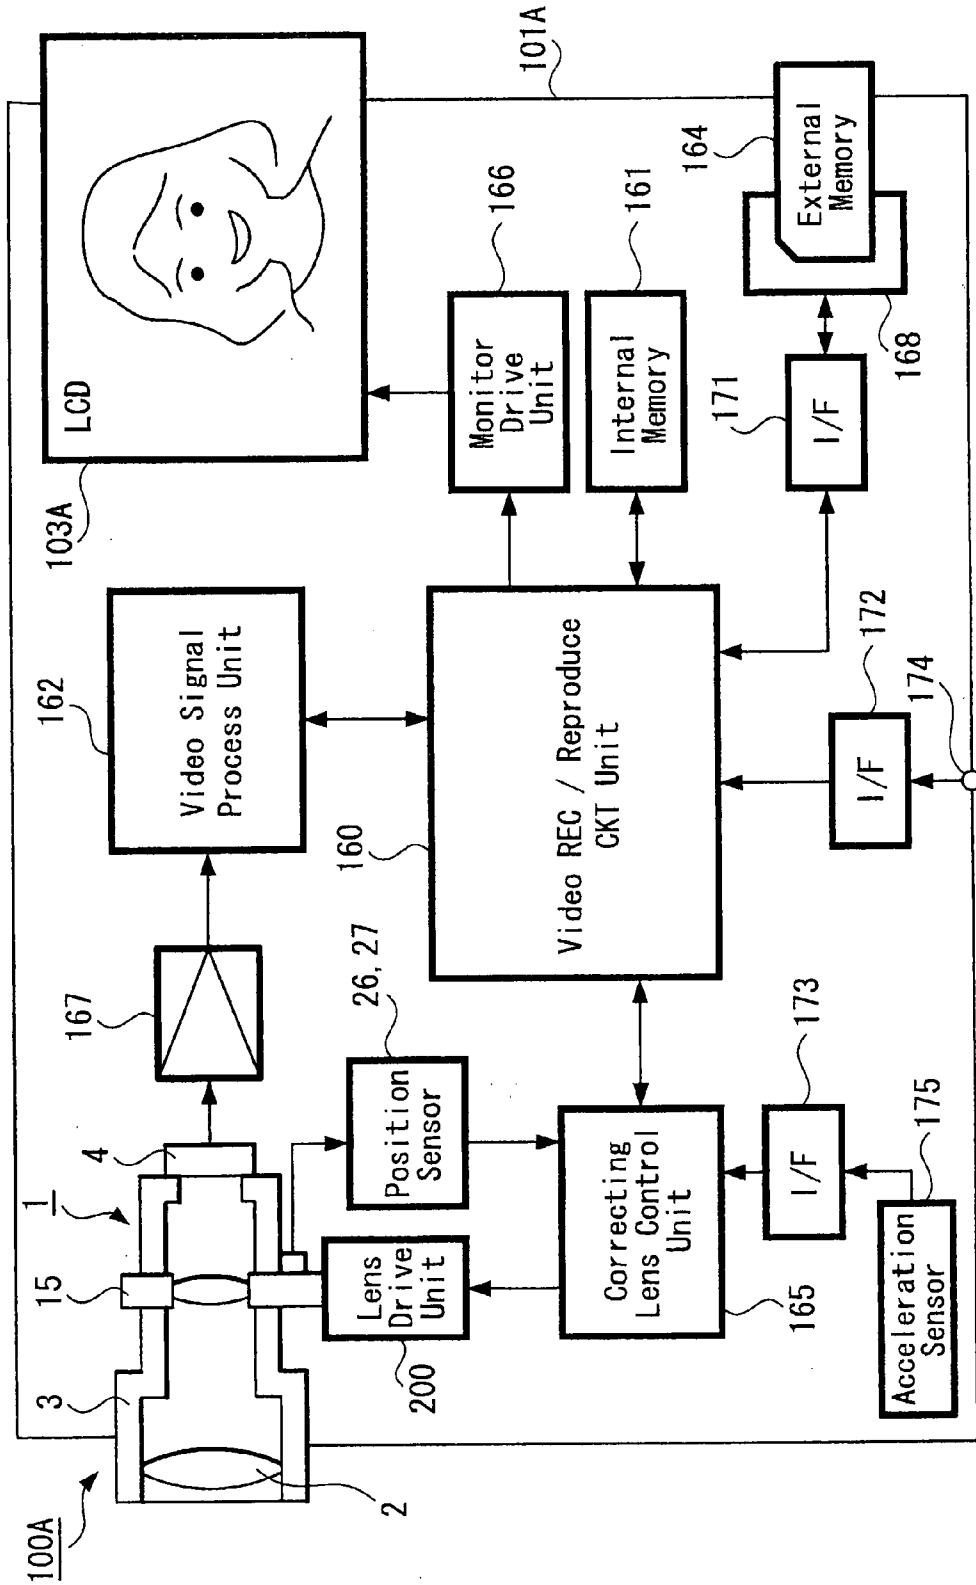 100A
2
3
15
1
4
167
162
Video Signal
Process Unit
103A
LCD
101A
200
Lens
Drive
Unit
26, 27
Position
Sensor
160
Video REC / Reproduce
CKT Unit
Monitor
Drive
Unit
166
Internal
Memory
161
Correcting
Lens Control
Unit
165
I/F
173
Acceleration
Sensor
175
I/F
172
174
I/F
171
168
External
Memory
164